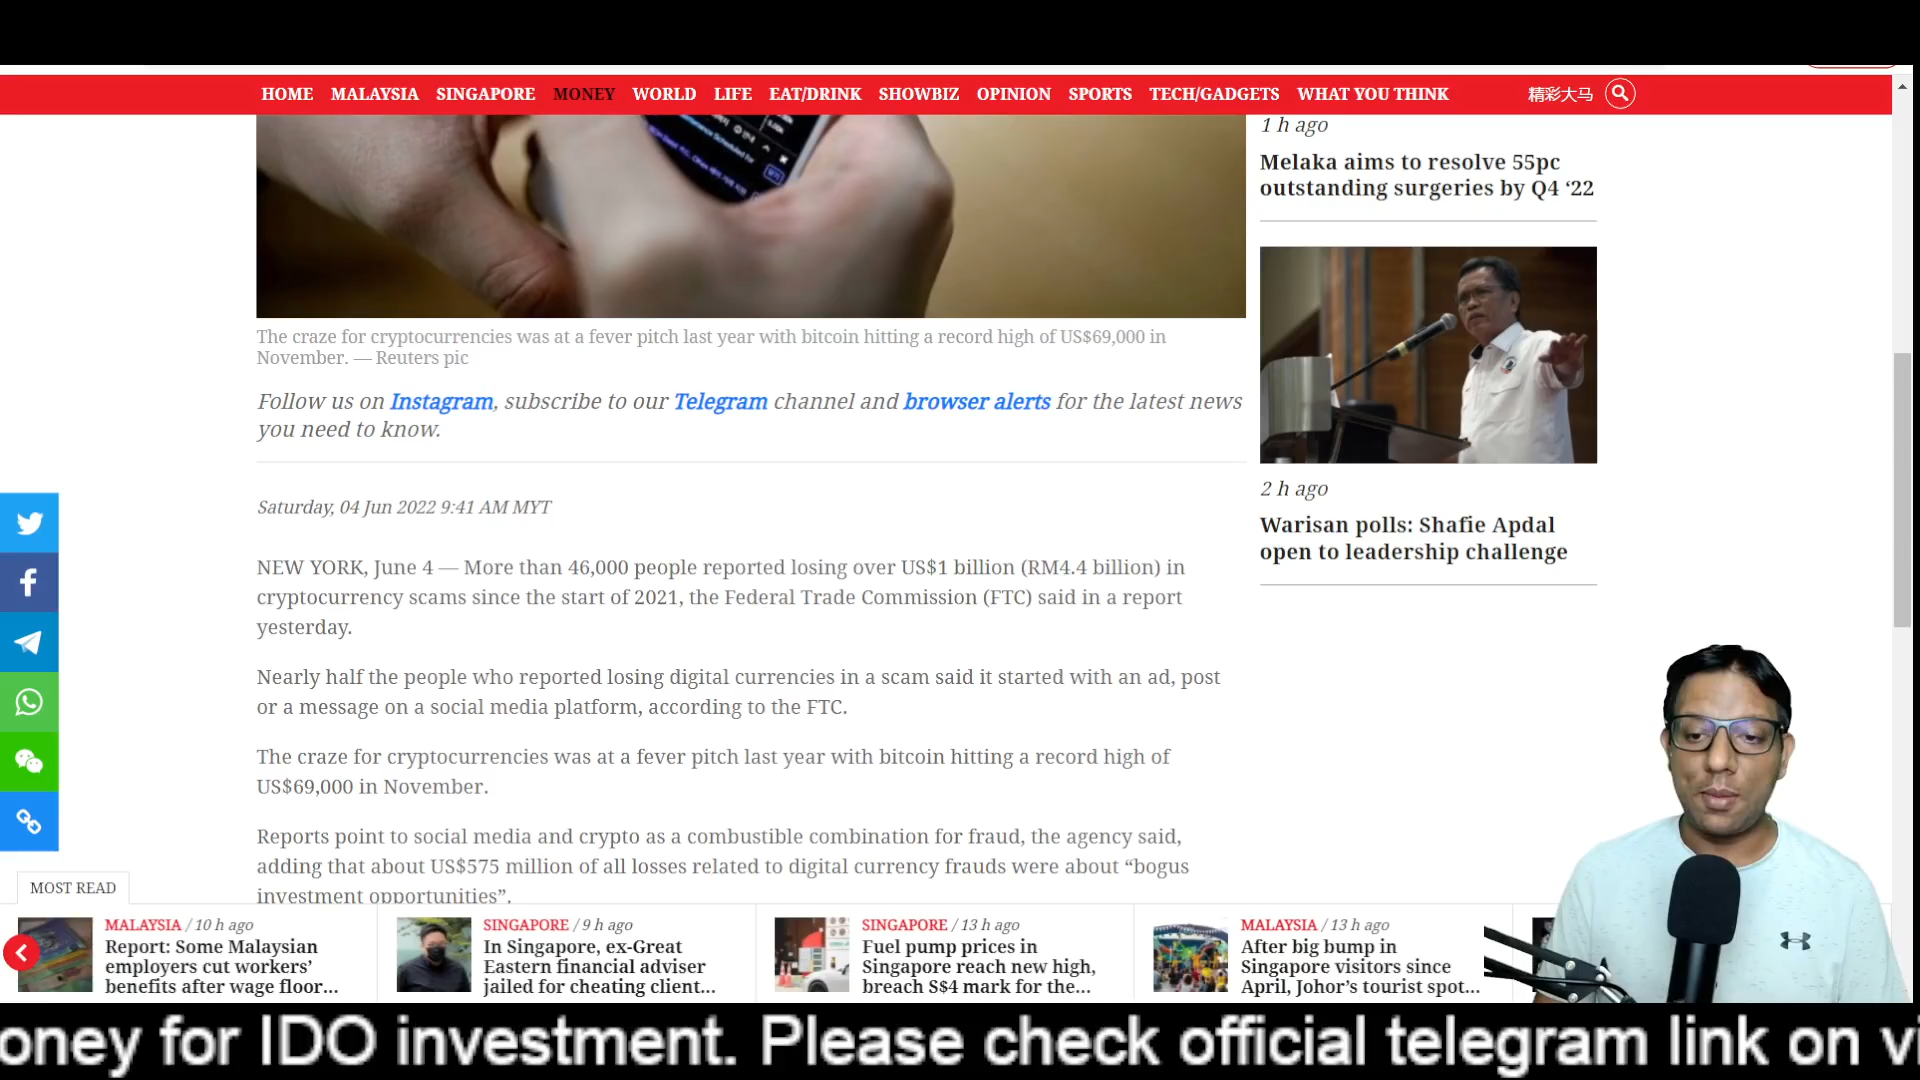 HOME MALAYSIA SINGAPORE MONEY WORLD LIFE EAT/DRINK SHOWBIZ OPINION SPORTS TECH/GADGETS WHAT YOU THINK 精彩大马
The craze for cryptocurrencies was at a fever pitch last year with bitcoin hitting a record high of US$69,000 in
November. — Reuters pic
Follow us on Instagram, subscribe to our Telegram channel and browser alerts for the latest news
you need to know.
Saturday, 04 Jun 2022 9:41 AM MYT
NEW YORK, June 4 — More than 46,000 people reported losing over US$1 billion (RM4.4 billion) in
cryptocurrency scams since the start of 2021, the Federal Trade Commission (FTC) said in a report
yesterday.
Nearly half the people who reported losing digital currencies in a scam said it started with an ad, post
or a message on a social media platform, according to the FTC.
The craze for cryptocurrencies was at a fever pitch last year with bitcoin hitting a record high of
US$69,000 in November.
Reports point to social media and crypto as a combustible combination for fraud, the agency said,
adding that about US$575 million of all losses related to digital currency frauds were about “bogus
investment opportunities”.
1 h ago
Melaka aims to resolve 55pc
outstanding surgeries by Q4 ‘22
2 h ago
Warisan polls: Shafie Apdal
open to leadership challenge
MOST READ
MALAYSIA / 10 h ago
Report: Some Malaysian
employers cut workers’
benefits after wage floor...
SINGAPORE / 9 h ago
In Singapore, ex-Great
Eastern financial adviser
jailed for cheating client...
SINGAPORE / 13 h ago
Fuel pump prices in
Singapore reach new high,
breach S$4 mark for the...
MALAYSIA / 13 h ago
After big bump in
Singapore visitors since
April, Johor’s tourist spot...
oney for IDO investment. Please check official telegram link on vi